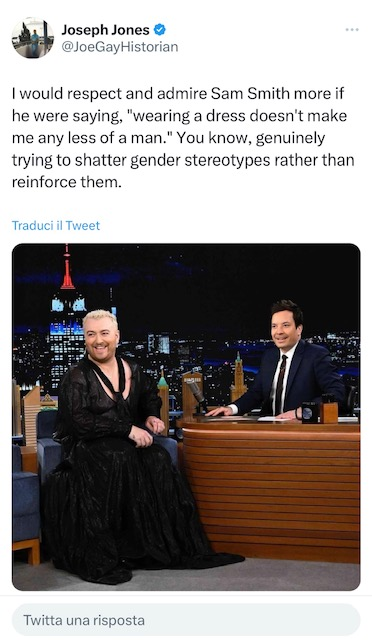 Joseph Jones
@JoeGayHistorian
I would respect and admire Sam Smith more if
he were saying, "wearing a dress doesn't make
me any less of a man." You know, genuinely
trying to shatter gender stereotypes rather than
reinforce them.
Traduci il Tweet
Twitta una risposta